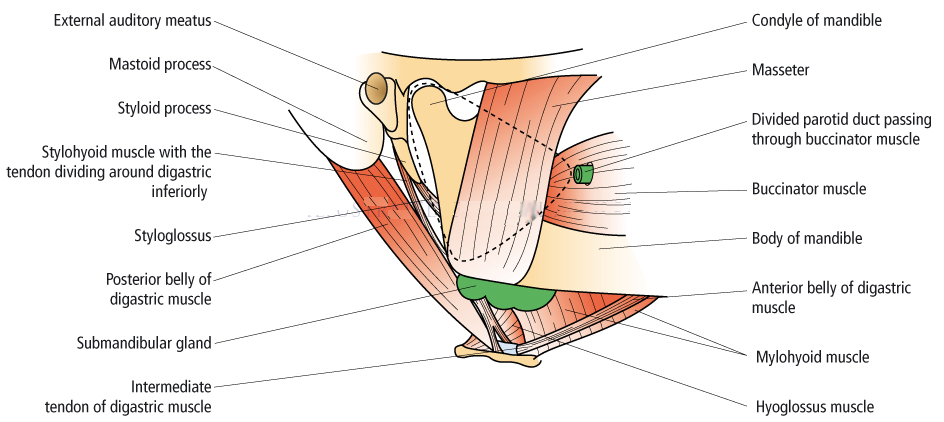 External auditory meatus
Mastoid process
Styloid process
Stylohyoid muscle with the
tendon dividing around digastric
inferiorly
Styloglossus
Posterior belly of
digastric muscle
Submandibular gland
Intermediate
tendon of digastric muscle
Condyle of mandible
Masseter
Divided parotid duct passing
through buccinator muscle
Buccinator muscle
Body of mandible
Anterior belly of digastric
muscle
Mylohyoid muscle
Hyoglossus muscle